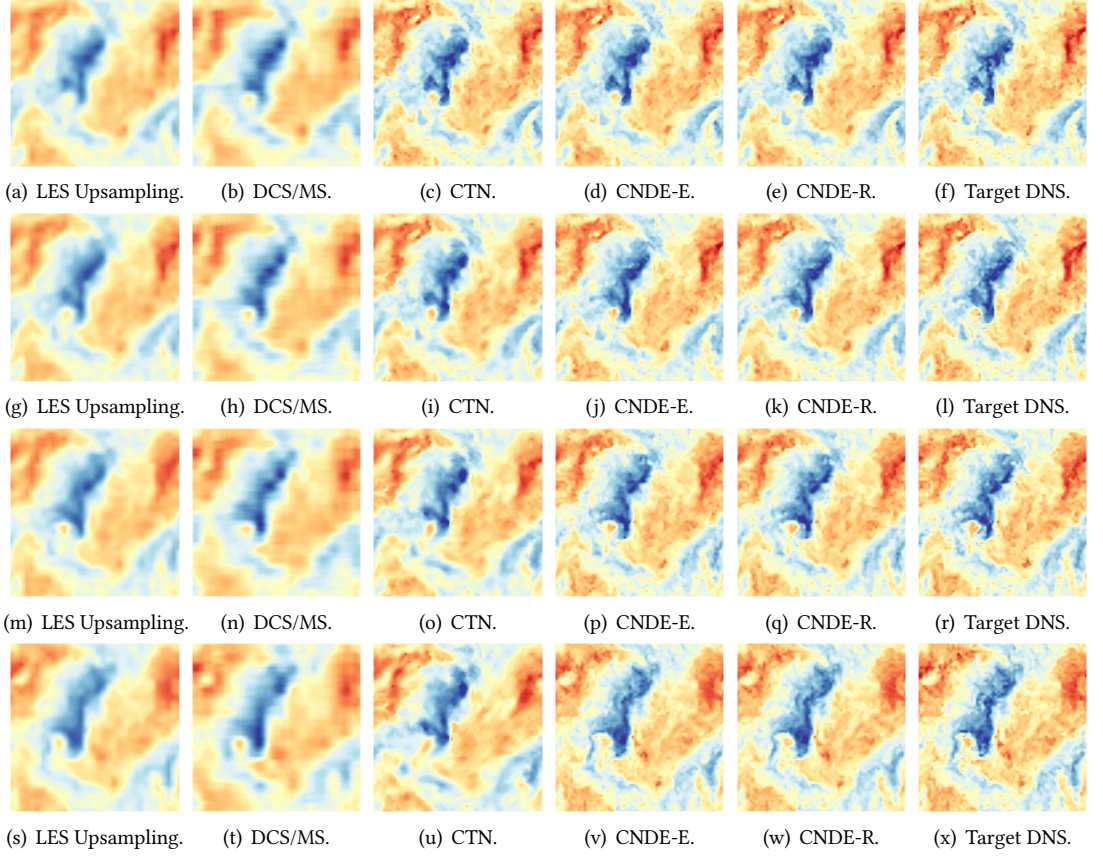 (a) LES Upsampling. (b) DCS/MS. (c) CTN. (d) CNDE-E. (e) CNDE-R. (f) Target DNS.
(g) LES Upsampling. (h) DCS/MS. (i) CTN. (j) CNDE-E. (k) CNDE-R. (l) Target DNS.
(m) LES Upsampling. (n) DCS/MS. (o) CTN. (p) CNDE-E. (q) CNDE-R. (r) Target DNS.
(s) LES Upsampling. (t) DCS/MS. (u) CTN. (v) CNDE-E. (w) CNDE-R. (x) Target DNS.